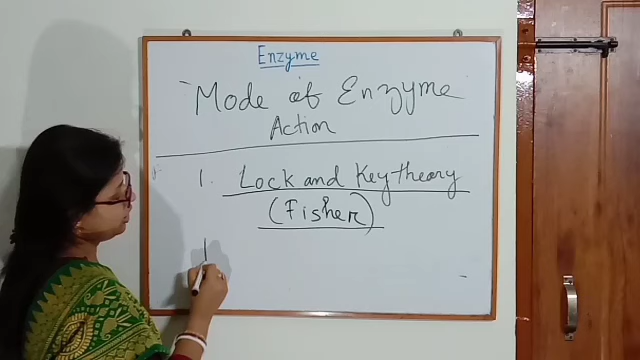 Enzyme
Mode of Enzyme
Action
1. Lock and Key theory
(Fisher)